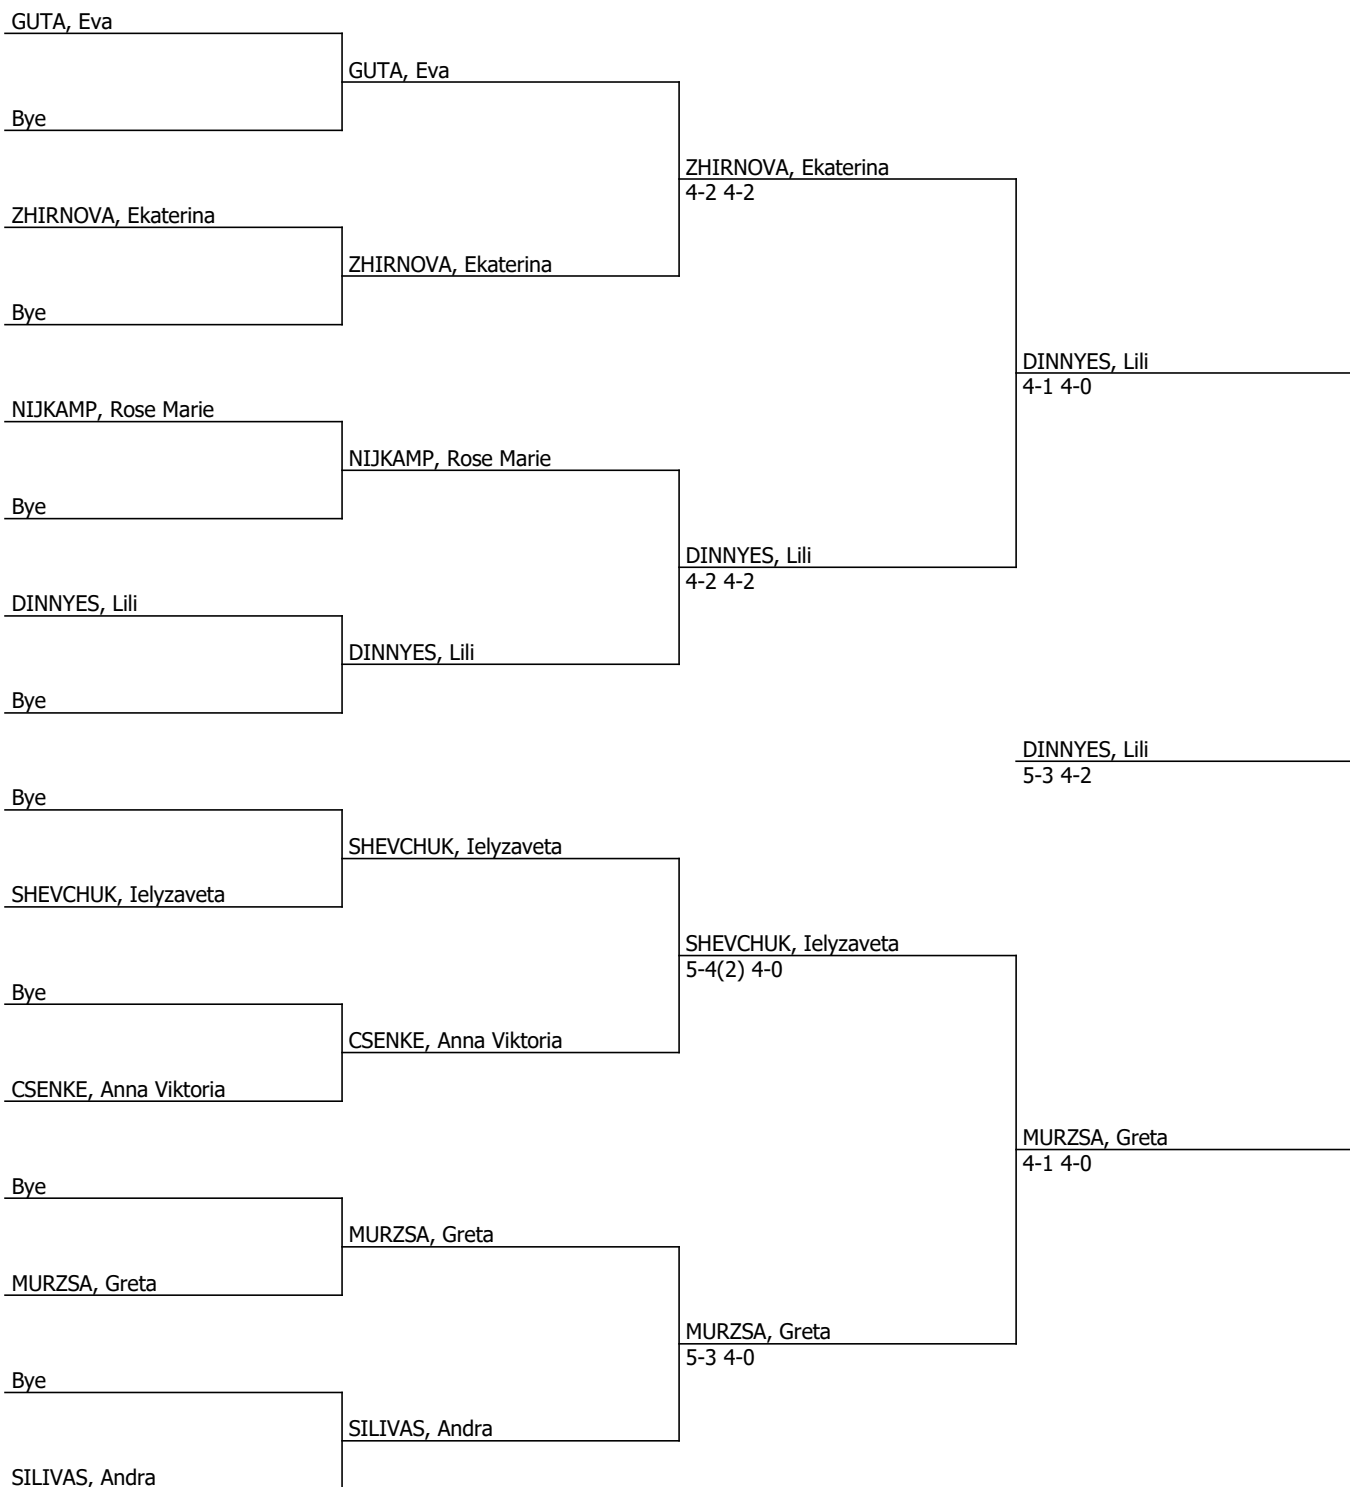 GUTA, Eva
GUTA, Eva
Bye
ZHIRNOVA, Ekaterina
4-2 4-2
ZHIRNOVA, Ekaterina
ZHIRNOVA, Ekaterina
Bye
DINNYES, Lili
4-1 4-0
NIJKAMP, Rose Marie
NIJKAMP, Rose Marie
Bye
DINNYES, Lili
4-2 4-2
DINNYES, Lili
DINNYES, Lili
Bye
DINNYES, Lili
5-3 4-2
Bye
SHEVCHUK, Ielyzaveta
SHEVCHUK, Ielyzaveta
SHEVCHUK, Ielyzaveta
5-4(2) 4-0
Bye
CSENKE, Anna Viktoria
CSENKE, Anna Viktoria
MURZSA, Greta
4-1 4-0
Bye
MURZSA, Greta
MURZSA, Greta
MURZSA, Greta
5-3 4-0
Bye
SILIVAS, Andra
SILIVAS, Andra